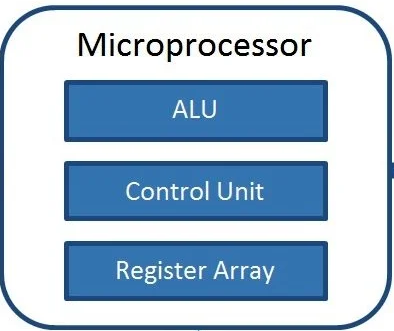 Microprocessor
ALU
Control Unit
Register Array